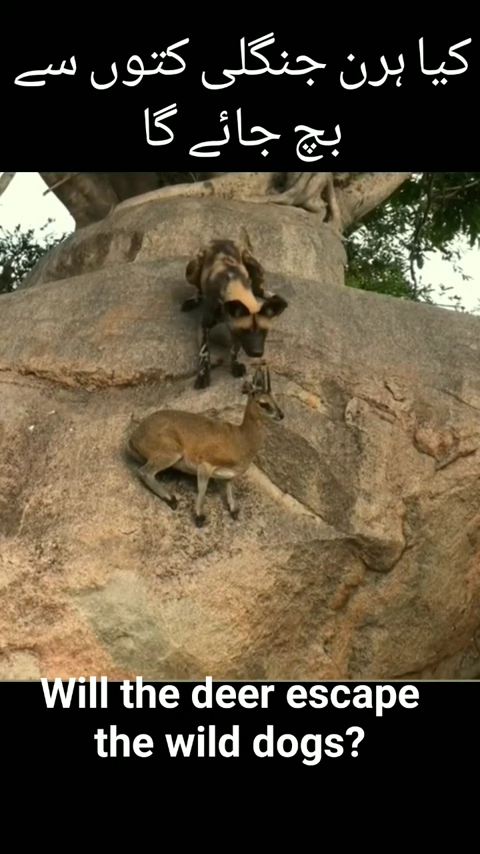 کیا ہرن جنگلی کتوں سے
بچ جائے گا
Will the deer escape
the wild dogs?